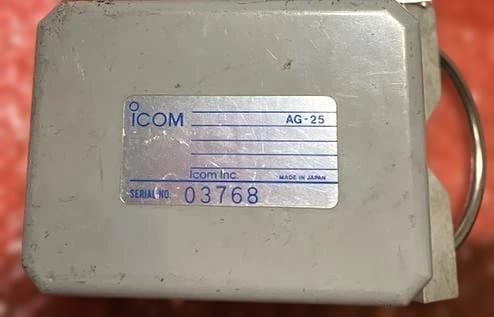 ICOM
AG-25
Icom Inc.
MADE IN JAPAN
SERIAL NO. 03768